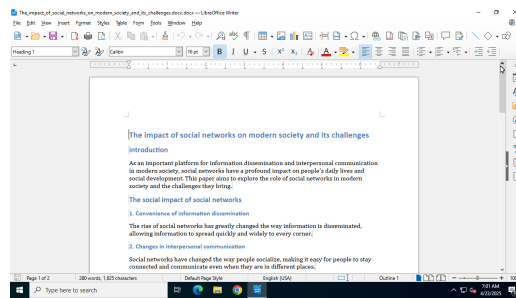 The_impact_of_social_networks_on_modern_society_and_its_challenges.docx.docx — LibreOffice Writer
File Edit View Insert Format Styles Table Form Tools Window Help
Heading 1 Calibri 16 pt B I U S X² X₂ A A
The impact of social networks on modern society and its challenges
introduction
As an important platform for information dissemination and interpersonal communication
in modern society, social networks have a profound impact on people's daily lives and
social development. This paper aims to explore the role of social networks in modern
society and the challenges they bring.
The social impact of social networks
1. Convenience of information dissemination
The rise of social networks has greatly changed the way information is disseminated,
allowing information to spread quickly and widely to every corner.
2. Changes in interpersonal communication
Social networks have changed the way people socialize, making it easy for people to stay
connected and communicate even when they are in different places.
Page 1 of 2 280 words, 1,825 characters Default Page Style English (USA) Outline 1 100
Type here to search
7:01 AM
4/23/2025